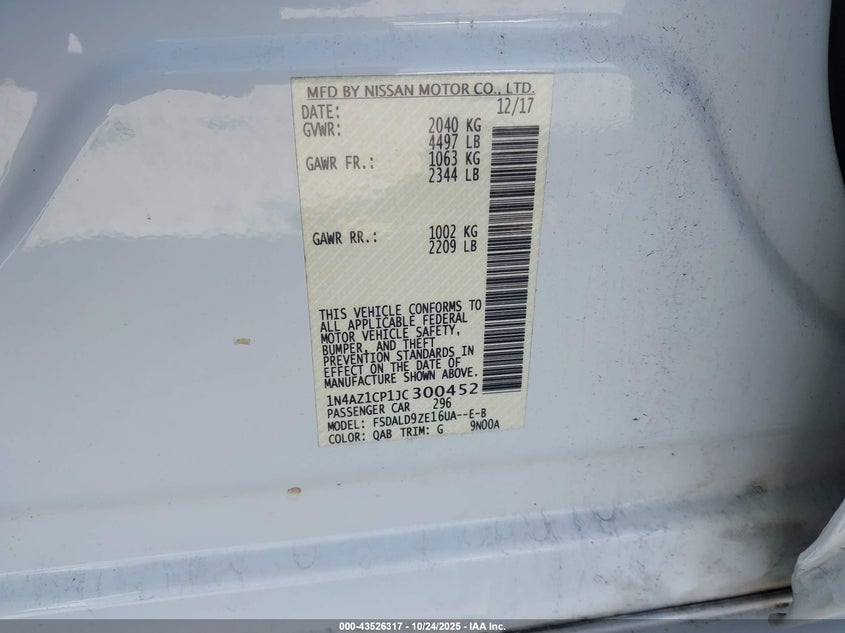 MFD BY NISSAN MOTOR CO., LTD.
DATE: 12/17
GVWR: 2040 KG
4497 LB
GAWR FR.: 1063 KG
2344 LB
GAWR RR.: 1002 KG
2209 LB
THIS VEHICLE CONFORMS TO
ALL APPLICABLE FEDERAL
MOTOR VEHICLE SAFETY,
BUMPER, AND THEFT
PREVENTION STANDARDS IN
EFFECT ON THE DATE OF
MANUFACTURE SHOWN ABOVE.
1N4AZ1CP1JC300452
PASSENGER CAR 296
MODEL: FSDALD9ZE16UA--E-B
COLOR: QAB TRIM: G 9N00A
000-43526317 - 10/24/2025 - IAA Inc.